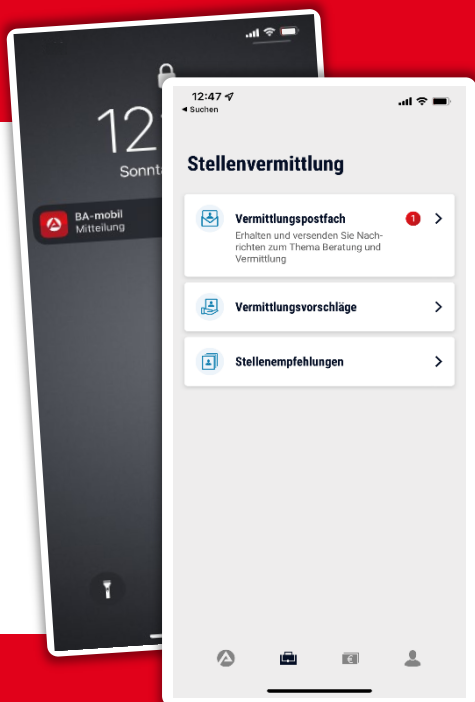 12
Sonnt
BA-mobil
Mitteilung
12:47
◄ Suchen
Stellenvermittlung
Vermittlungspostfach
1
Erhalten und versenden Sie Nach-
richten zum Thema Beratung und
Vermittlung
Vermittlungsvorschläge
Stellenempfehlungen